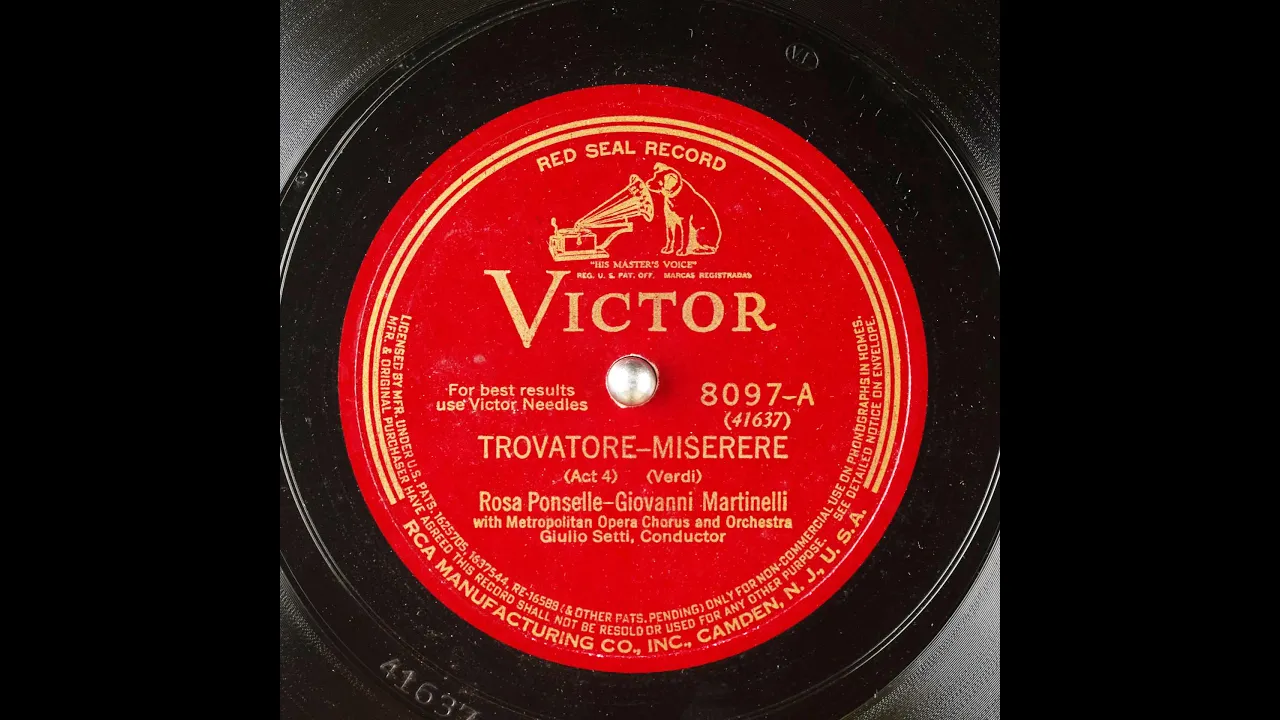 VI
RED SEAL RECORD
"HIS MASTER'S VOICE"
REG. U. S. PAT. OFF. MARCAS REGISTRADAS
VICTOR
For best results
use Victor Needles
8097-A
(41637)
TROVATORE-MISERERE
(Act 4) (Verdi)
Rosa Ponselle-Giovanni Martinelli
with Metropolitan Opera Chorus and Orchestra
Giulio Setti, Conductor
LICENSED BY MFR. UNDER U.S. PATS. 1625705, 1637544, RE-16588 (& OTHER PATS. PENDING) ONLY FOR NON-COMMERCIAL USE ON PHONOGRAPHS IN HOMES.
MFR. & ORIGINAL PURCHASER HAVE AGREED THIS RECORD SHALL NOT BE RESOLD OR USED FOR ANY OTHER PURPOSE. SEE DETAILED NOTICE ON ENVELOPE.
RCA MANUFACTURING CO., INC., CAMDEN, N. J., U. S. A.
41637